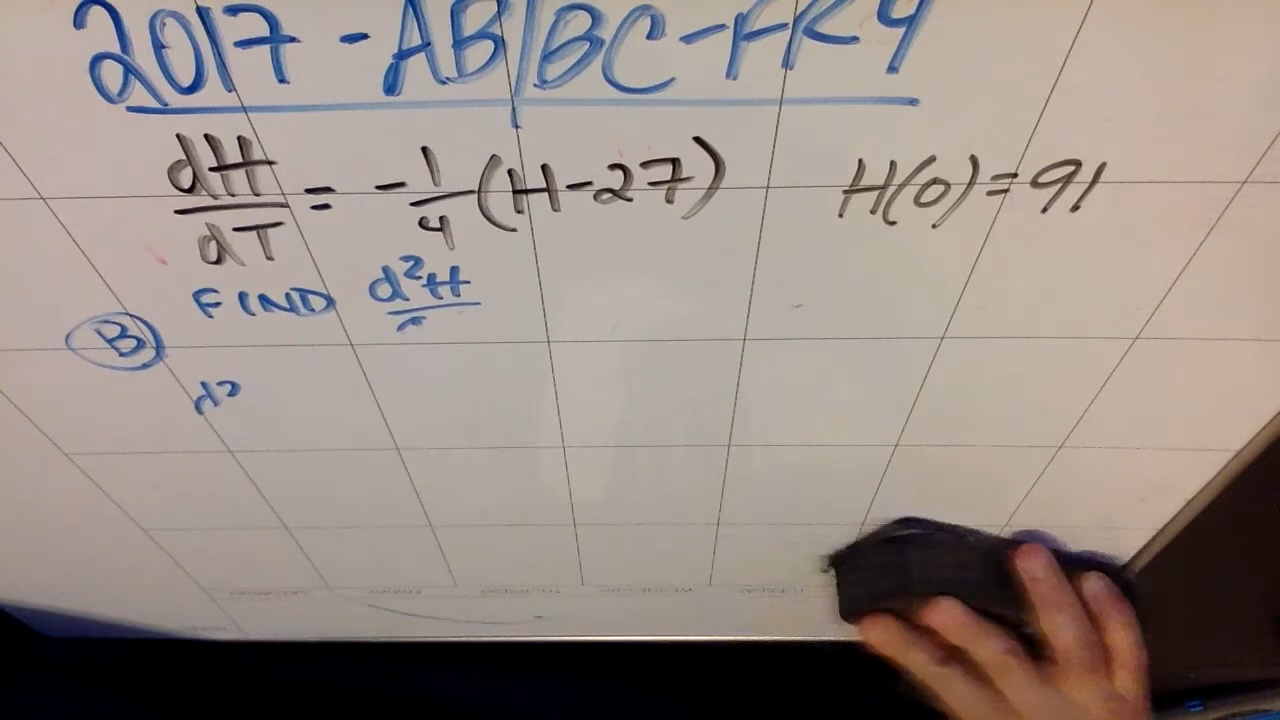 2017 - AB/BC - FR4
dH/dT = -1/4 (H-27) H(0)=91
FIND d²H
B
d²